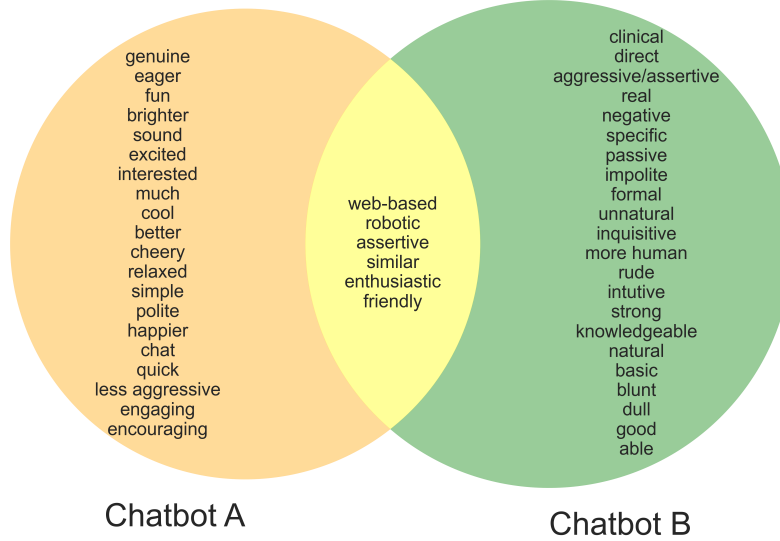 genuine
eager
fun
brighter
sound
excited
interested
much
cool
better
cheery
relaxed
simple
polite
happier
chat
quick
less aggressive
engaging
encouraging
web-based
robotic
assertive
similar
enthusiastic
friendly
clinical
direct
aggressive/assertive
real
negative
specific
passive
impolite
formal
unnatural
inquisitive
more human
rude
intutive
strong
knowledgeable
natural
basic
blunt
dull
good
able
Chatbot A
Chatbot B